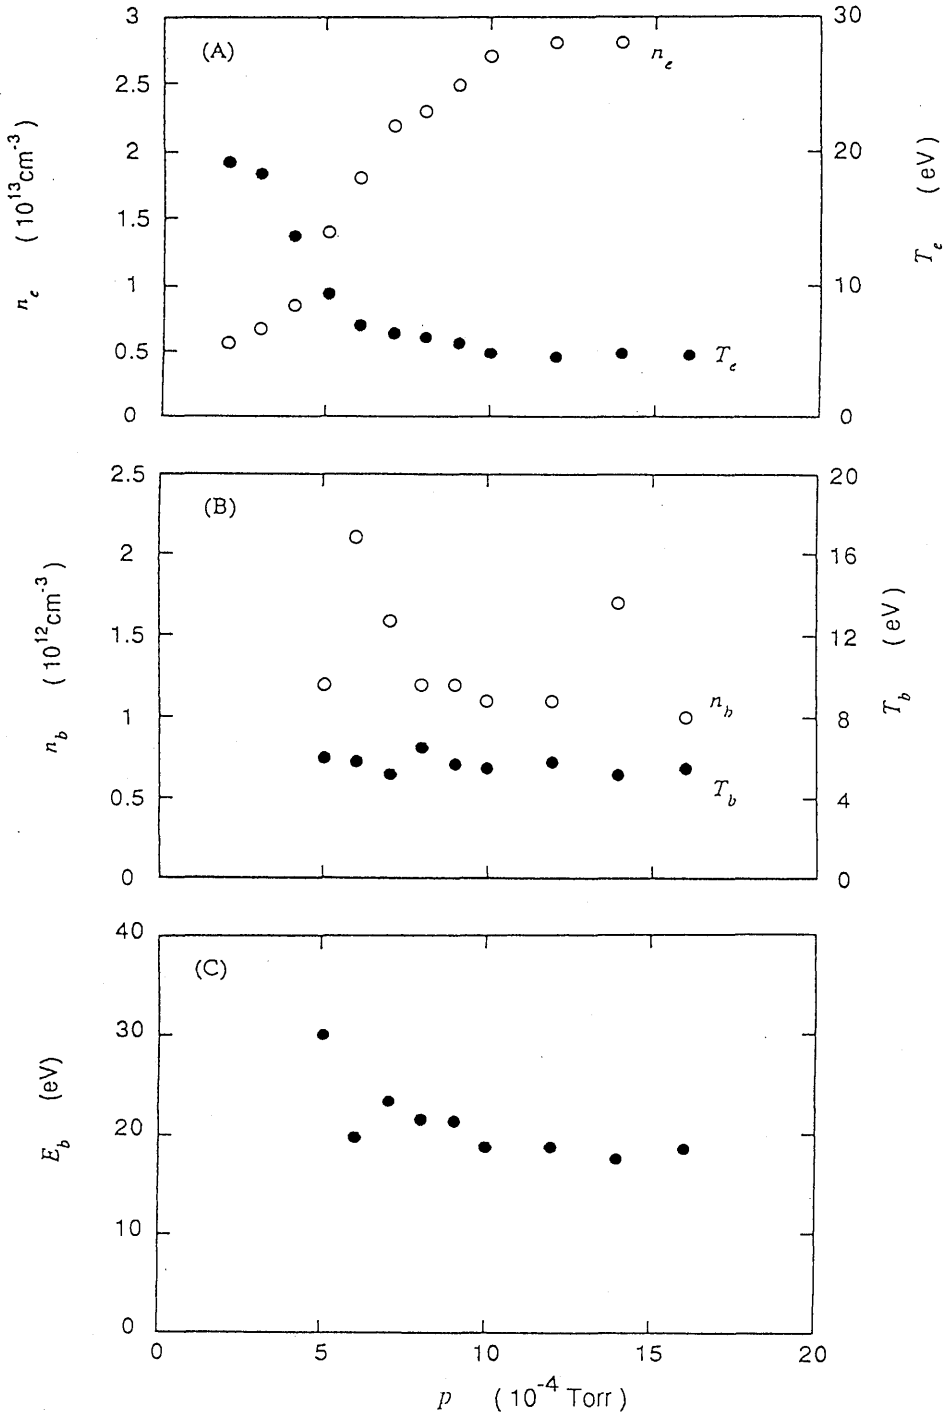 (A)
3
2.5
2
1.5
1
0.5
0
n_e (10^13 cm^-3)
30
20
10
0
T_e (eV)
n_e
T_e
(B)
2.5
2
1.5
1
0.5
0
n_b (10^12 cm^-3)
20
16
12
8
4
0
T_b (eV)
n_b
T_b
(C)
40
30
20
10
0
E_b (eV)
0 5 10 15 20
p (10^-4 Torr)